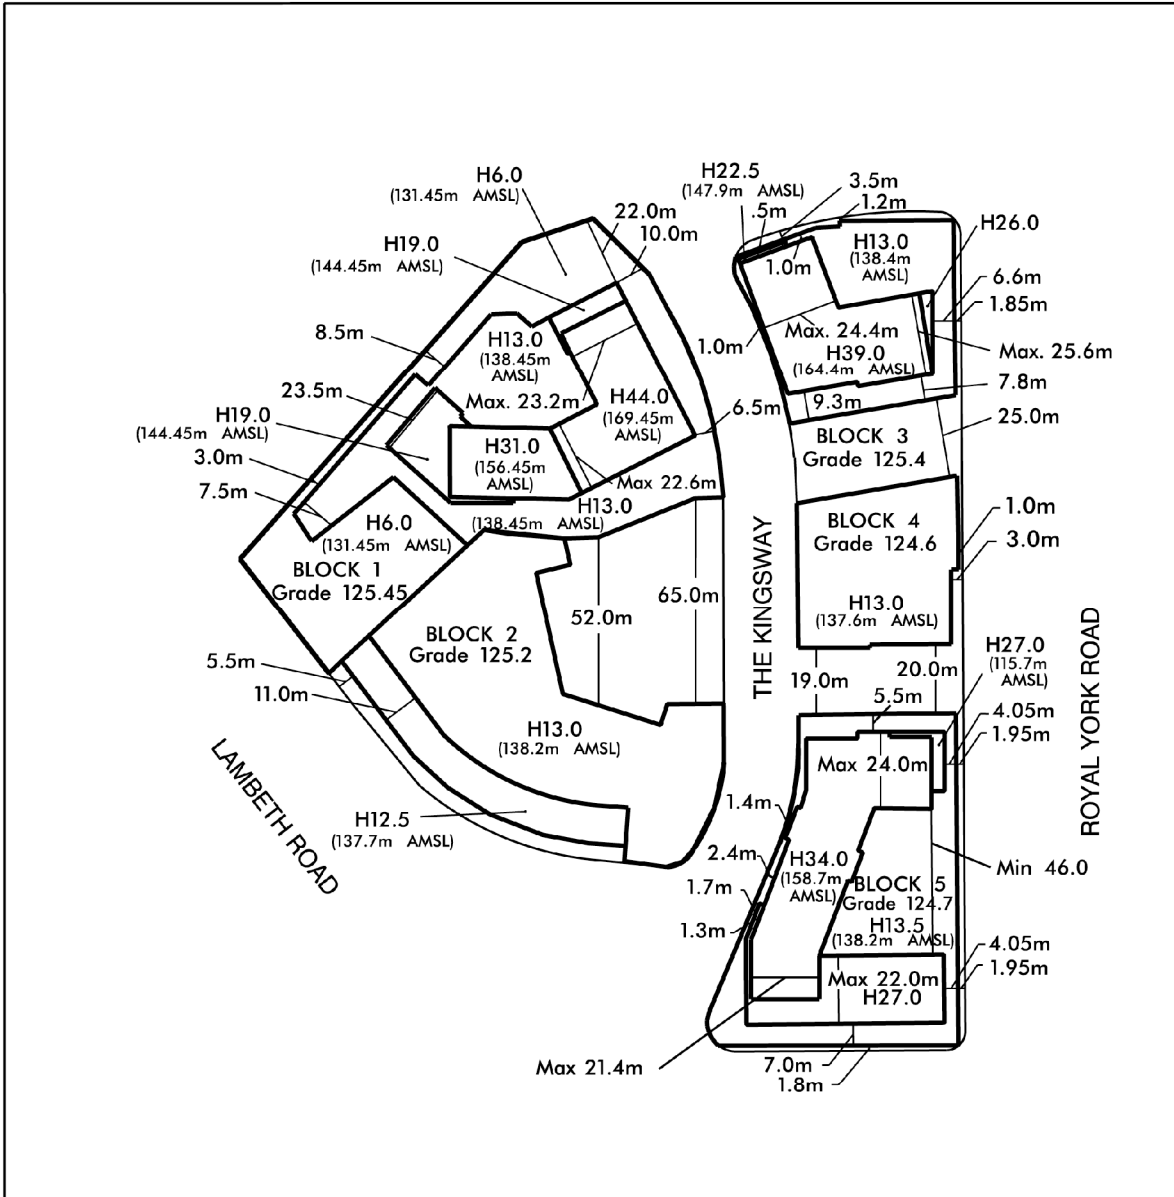 H6.0
(131.45m AMSL)
22.0m
10.0m
H19.0
(144.45m AMSL)
8.5m
H13.0
(138.45m
AMSL)
23.5m
Max. 23.2m
H44.0
(169.45m
AMSL)
6.5m
H19.0
(144.45m AMSL)
3.0m
7.5m
H31.0
(156.45m
AMSL)
Max 22.6m
H13.0
(138.45m AMSL)
H6.0
(131.45m AMSL)
BLOCK 1
Grade 125.45
BLOCK 2
Grade 125.2
52.0m
65.0m
5.5m
11.0m
H13.0
(138.2m AMSL)
H12.5
(137.7m AMSL)
LAMBETH ROAD
THE KINGSWAY
ROYAL YORK ROAD
H22.5
(147.9m AMSL)
.5m
3.5m
1.2m
1.0m
H13.0
(138.4m
AMSL)
H26.0
6.6m
1.85m
1.0m
Max. 24.4m
H39.0
(164.4m AMSL)
Max. 25.6m
7.8m
9.3m
25.0m
BLOCK 3
Grade 125.4
BLOCK 4
Grade 124.6
1.0m
3.0m
H13.0
(137.6m AMSL)
H27.0
(115.7m
AMSL)
19.0m
20.0m
5.5m
4.05m
1.95m
Max 24.0m
1.4m
2.4m
H34.0
(158.7m
AMSL)
Min 46.0
1.7m
1.3m
BLOCK 5
Grade 124.7
H13.5
(138.2m AMSL)
4.05m
1.95m
Max 22.0m
H27.0
Max 21.4m
7.0m
1.8m